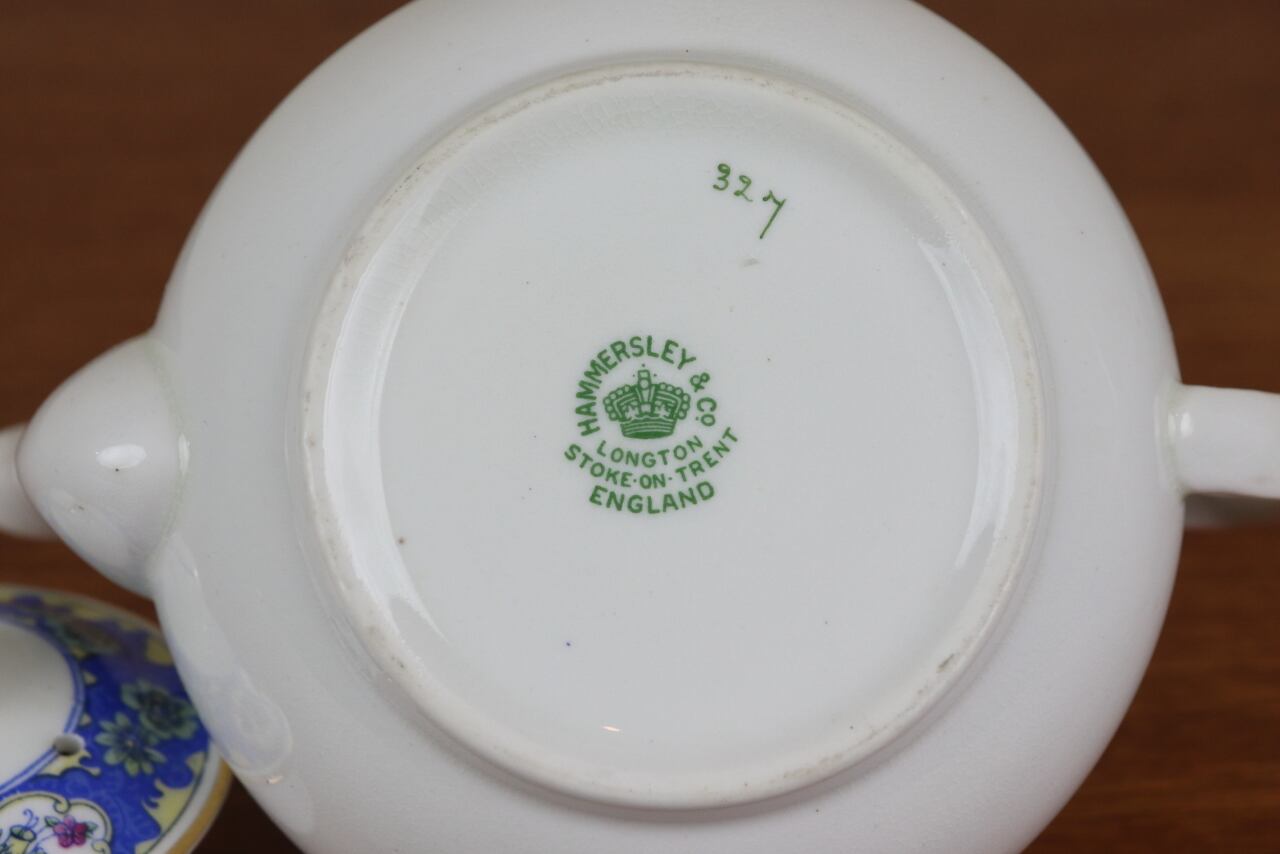 327
HAMMERSLEY & Co.
LONGTON
STOKE-ON-TRENT
ENGLAND